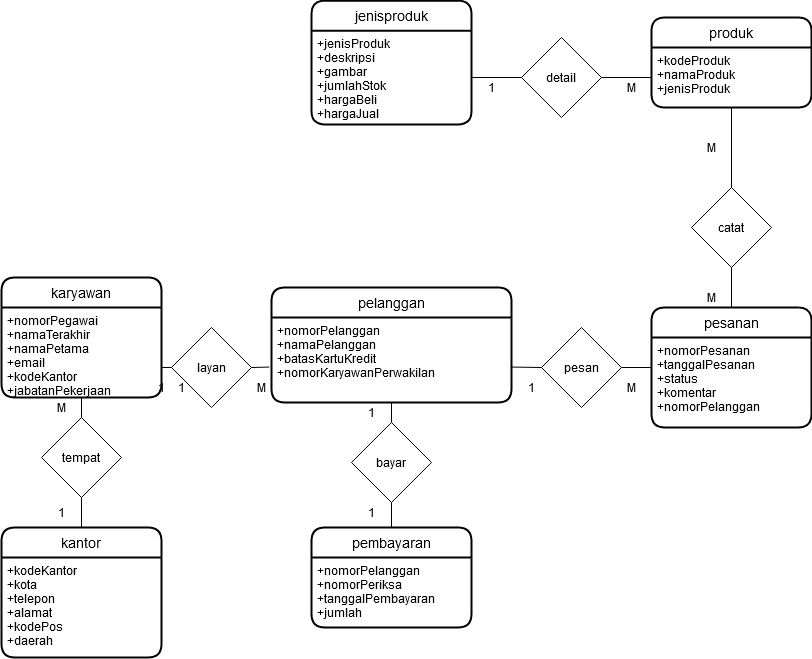 jenisproduk
+jenisProduk
+deskripsi
+gambar
+jumlahStok
+hargaBeli
+hargaJual
1
detail
M
produk
+kodeProduk
+namaProduk
+jenisProduk
M
catat
M
karyawan
+nomorPegawai
+namaTerakhir
+namaPetama
+email
+kodeKantor
+jabatanPekerjaan
1
1
layan
M
pelanggan
+nomorPelanggan
+namaPelanggan
+batasKartuKredit
+nomorKaryawanPerwakilan
1
pesan
M
pesanan
+nomorPesanan
+tanggalPesanan
+status
+komentar
+nomorPelanggan
M
tempat
1
kantor
+kodeKantor
+kota
+telepon
+alamat
+kodePos
+daerah
1
bayar
1
pembayaran
+nomorPelanggan
+nomorPeriksa
+tanggalPembayaran
+jumlah